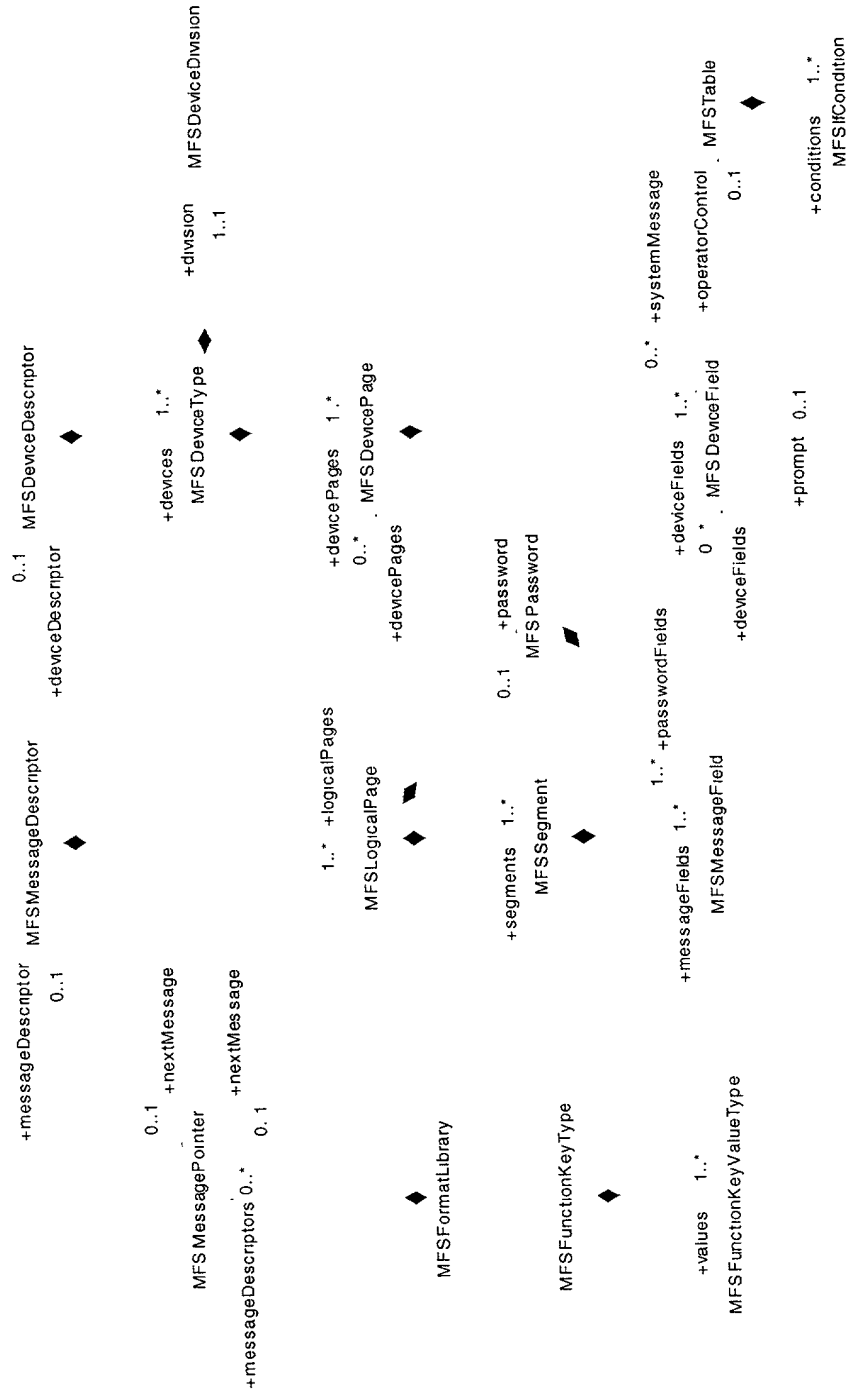 +messageDescriptor
0..1
MFSMessageDescriptor
0..1
+deviceDescriptor
MFSDeviceDescriptor
0..1
+nextMessage
MFSMessagePointer
+nextMessage
0..1
+messageDescriptors 0..*
+devices 1..*
MFSDeviceType
+division
1..1
MFSDeviceDivision
1..* +logicalPages
MFSLogicalPage
+devicePages 1..*
0..*
MFSDevicePage
+devicePages
MFSFormatLibrary
+segments 1..*
MFSSegment
0..1
+password
MFSPassword
MFSFunctionKeyType
1..* +passwordFields
+messageFields 1..*
MFSMessageField
+deviceFields 1..*
0..*
MFSDeviceField
+deviceFields
0..* +systemMessage
+operatorControl
MFSTable
0..1
+values 1..*
MFSFunctionKeyValueType
+prompt 0..1
+conditions 1..*
MFSIfCondition